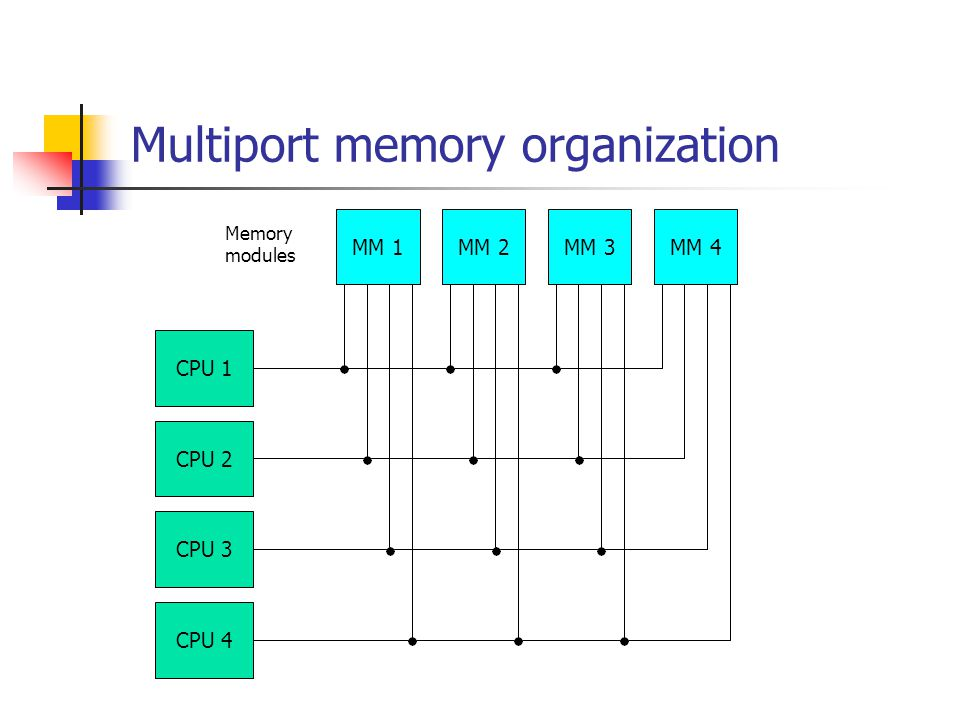 Multiport memory organization
Memory
modules
MM 1
MM 2
MM 3
MM 4
CPU 1
CPU 2
CPU 3
CPU 4